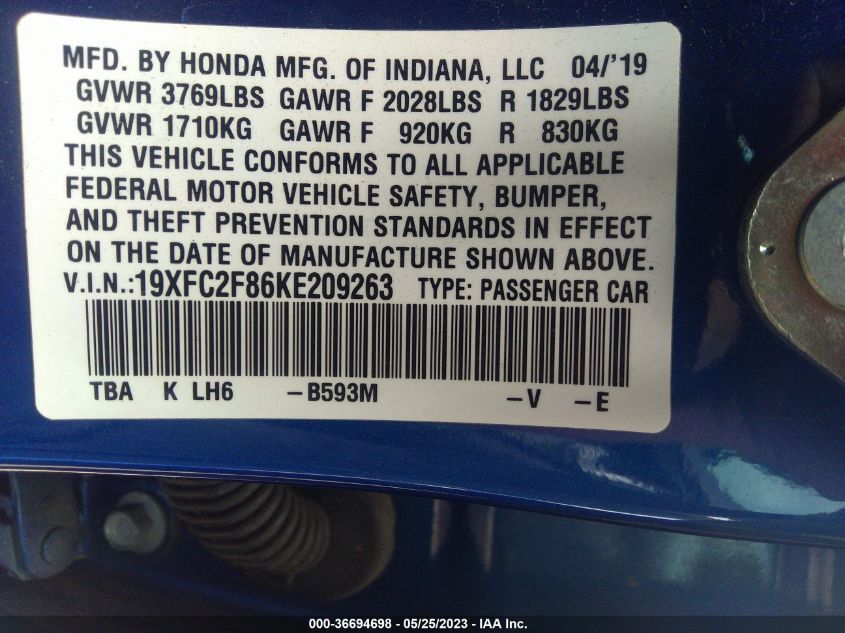 MFD. BY HONDA MFG. OF INDIANA, LLC 04/'19
GVWR 3769LBS GAWR F 2028LBS R 1829LBS
GVWR 1710KG GAWR F 920KG R 830KG
THIS VEHICLE CONFORMS TO ALL APPLICABLE
FEDERAL MOTOR VEHICLE SAFETY, BUMPER,
AND THEFT PREVENTION STANDARDS IN EFFECT
ON THE DATE OF MANUFACTURE SHOWN ABOVE.
V.I.N.:19XFC2F86KE209263 TYPE: PASSENGER CAR
TBA K LH6 –B593M –V –E
000-36694698 - 05/25/2023 - IAA Inc.